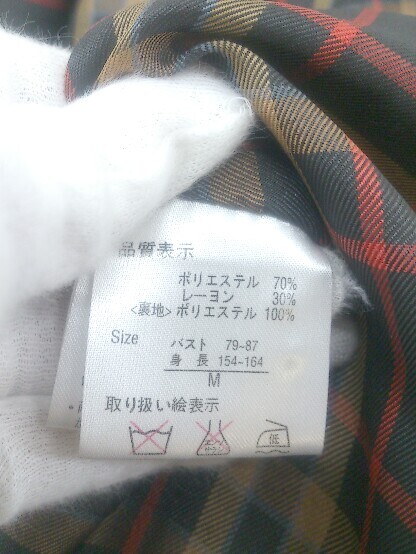 品質表示
ポリエステル 70%
レーヨン 30%
<裏地>ポリエステル 100%
Size
バスト 79~87
身 長 154~164
M
取り扱い絵表示
低